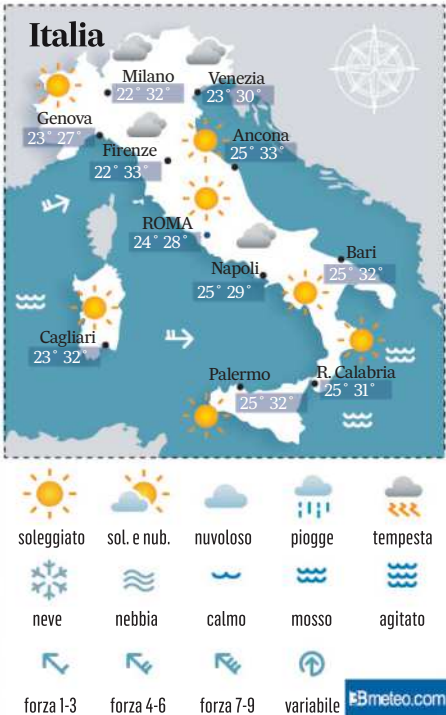 Italia
Milano
22° 32°
Venezia
23° 30°
Genova
23° 27°
Firenze
22° 33°
Ancona
25° 33°
ROMA
24° 28°
Bari
25° 32°
Napoli
25° 29°
Cagliari
23° 32°
Palermo
25° 32°
R. Calabria
25° 31°
soleggiato sol. e nub. nuvoloso piogge tempesta
neve nebbia calmo mosso agitato
forza 1-3 forza 4-6 forza 7-9 variabile
3Bmeteo.com